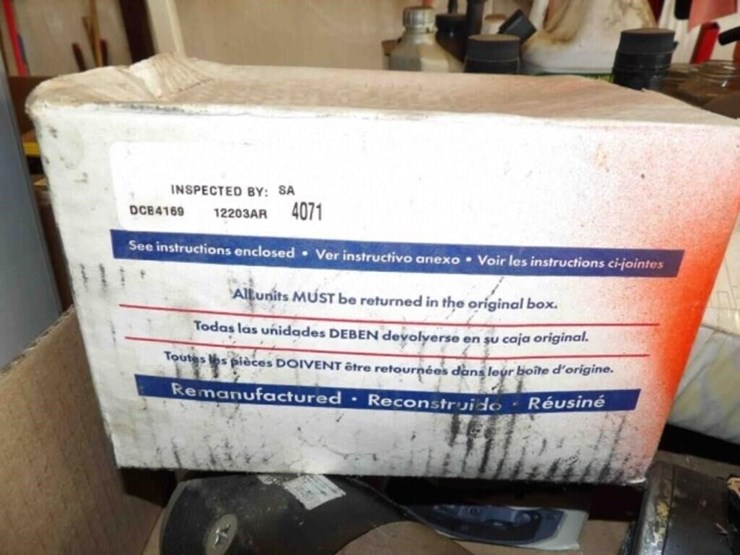 INSPECTED BY: SA
DCB4169 12203AR 4071
See instructions enclosed • Ver instructivo anexo • Voir les instructions ci-jointes
All units MUST be returned in the original box.
Todas las unidades DEBEN devolverse en su caja original.
Toutes les pièces DOIVENT être retournées dans leur boîte d'origine.
Remanufactured • Reconstruido • Réusiné